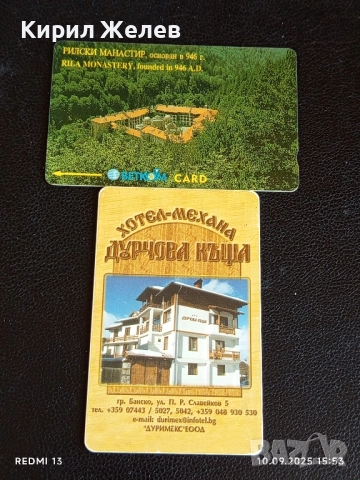 Кирил Желев
РИЛСКИ МАНАСТИР, основан в 946 г.
RILA MONASTERY, founded in 946 A.D.
БЕТКОМ CARD
ХОТЕЛ-МЕХАНА
ДУРЧОВА КЪЩА
гр. Банско, ул. П. Р. Славейков 5
тел. +359 07443 / 5027, 5042, +359 048 930 530
e-mail: durimex@infotel.bg
"ДУРИМЕКС"ЕООД
BAZAR
REDMI 13
10.09.2025 15:53